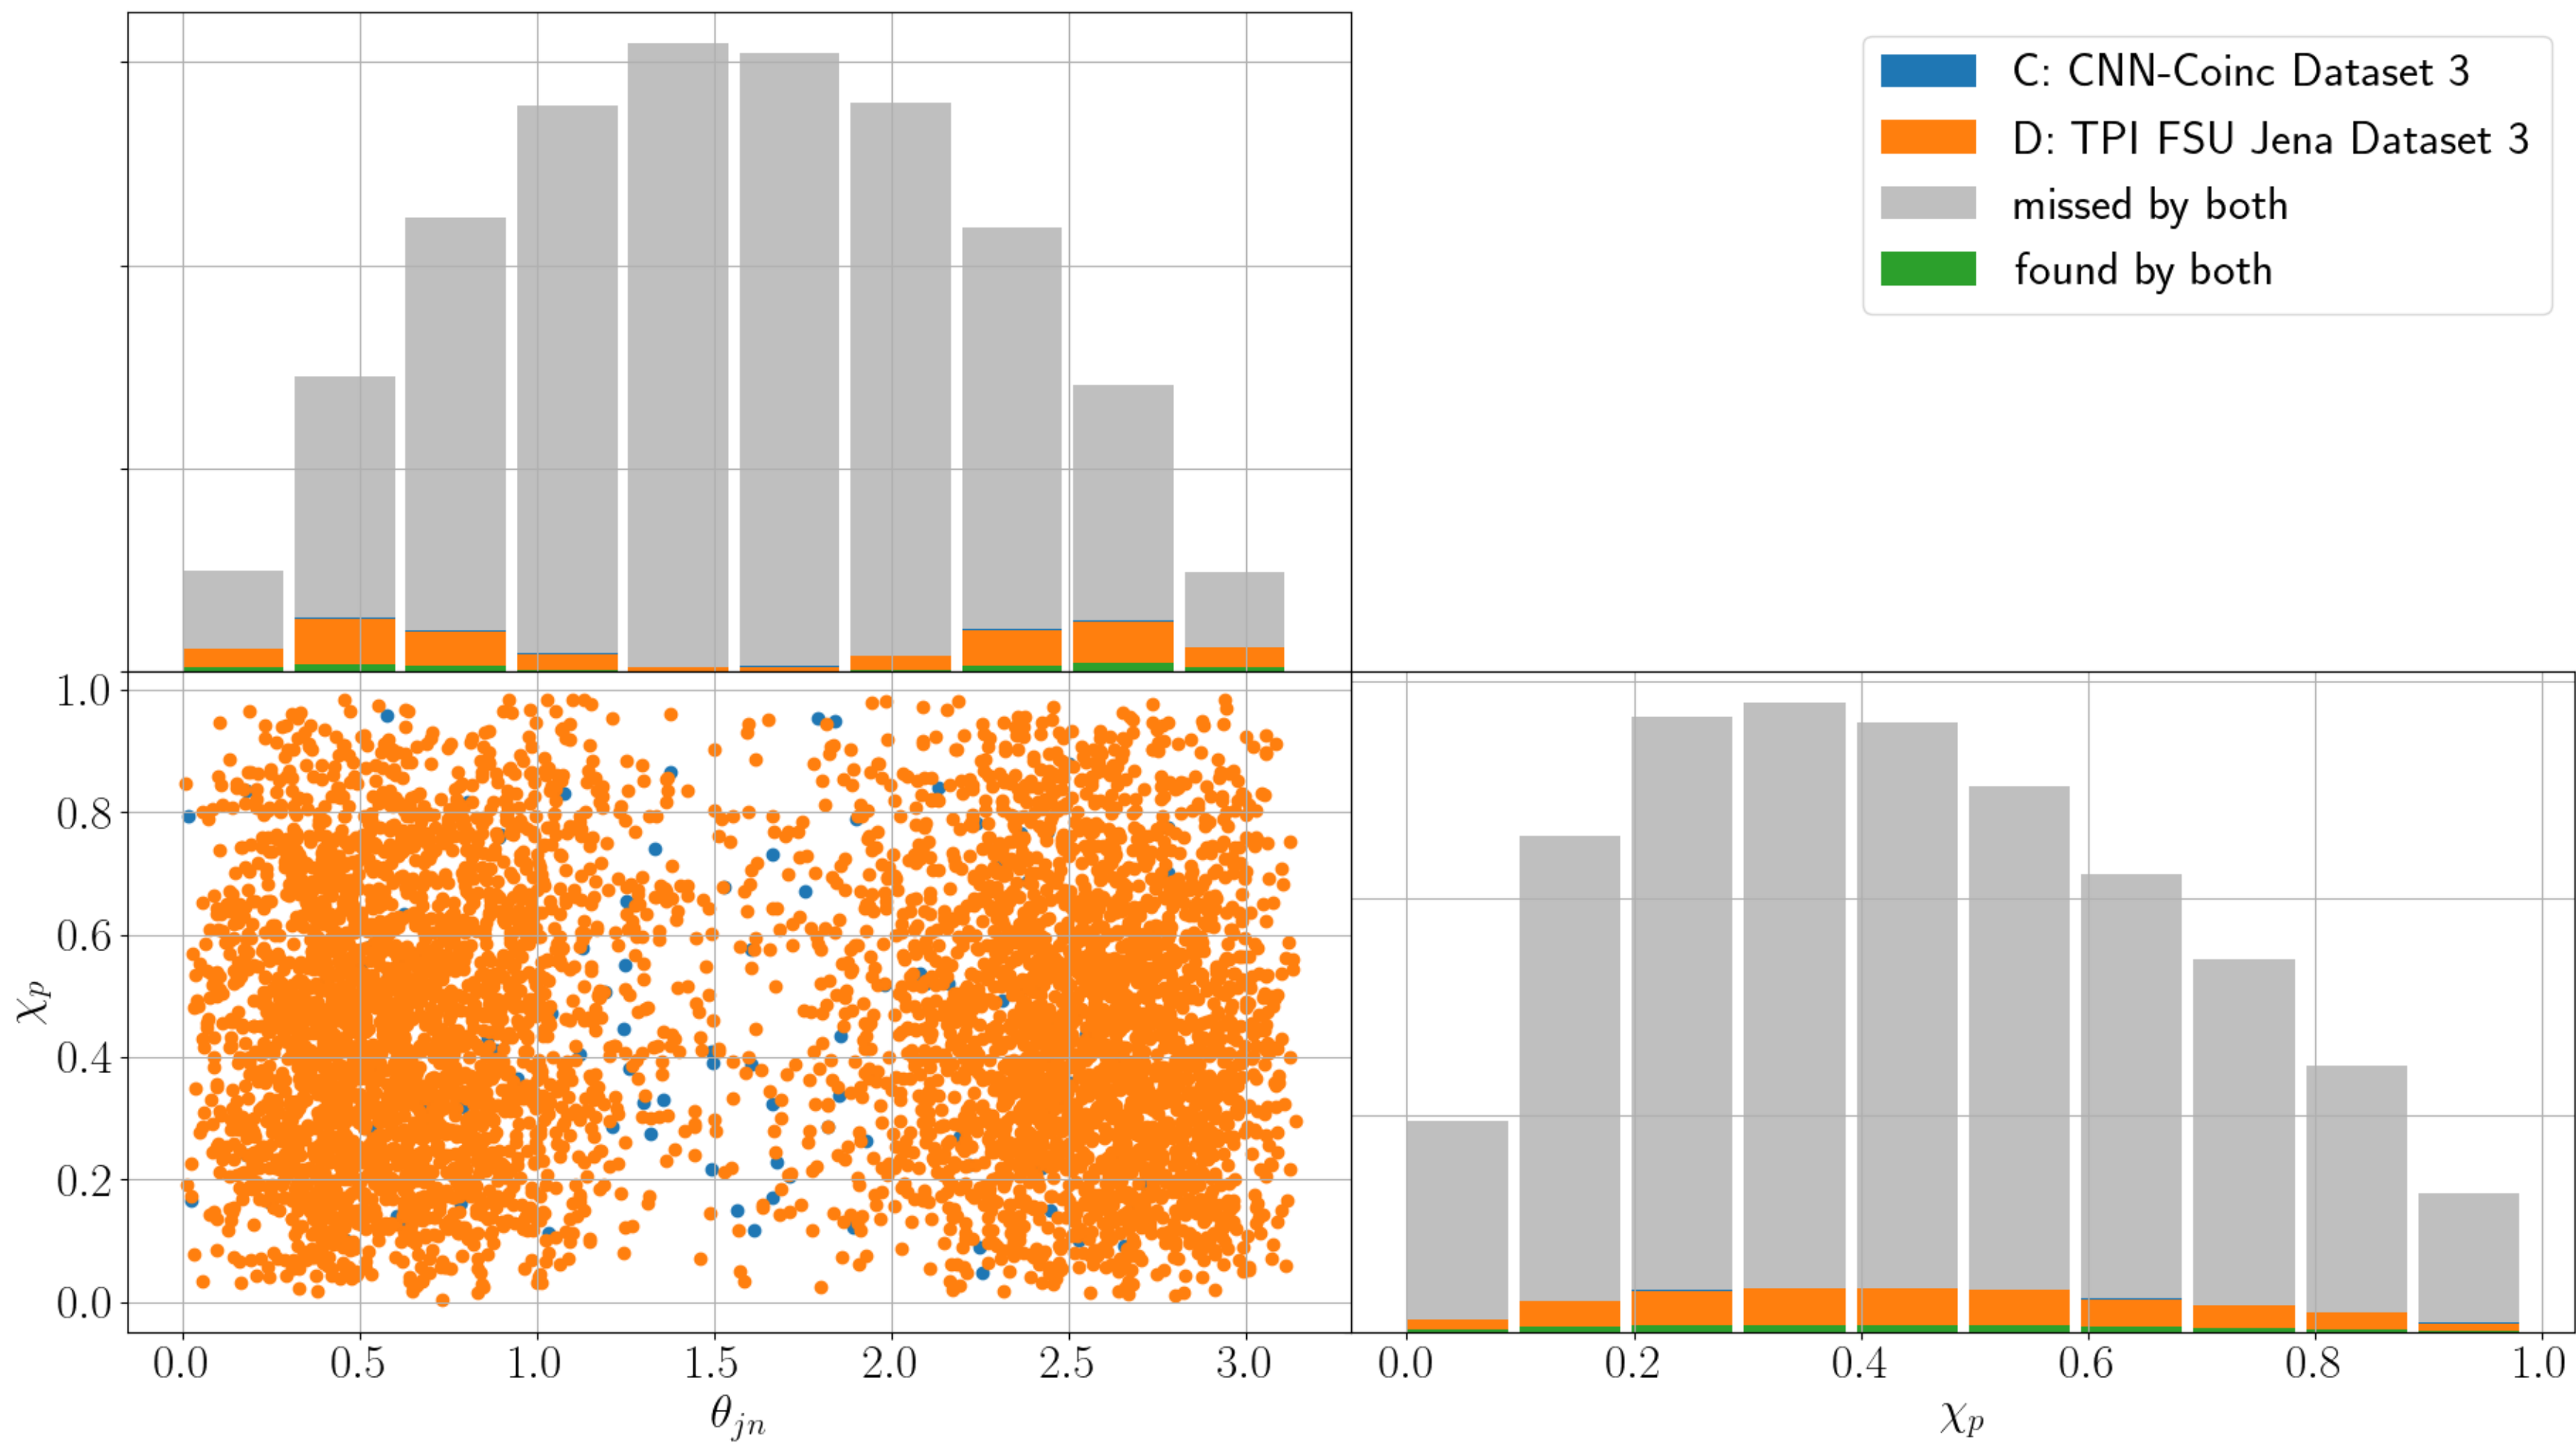 C: CNN-Coinc Dataset 3
D: TPI FSU Jena Dataset 3
missed by both
found by both
1.0
0.8
0.6
0.4
0.2
0.0
χp
0.0 0.5 1.0 1.5 2.0 2.5 3.0
θjn
0.0 0.2 0.4 0.6 0.8 1.0
χp